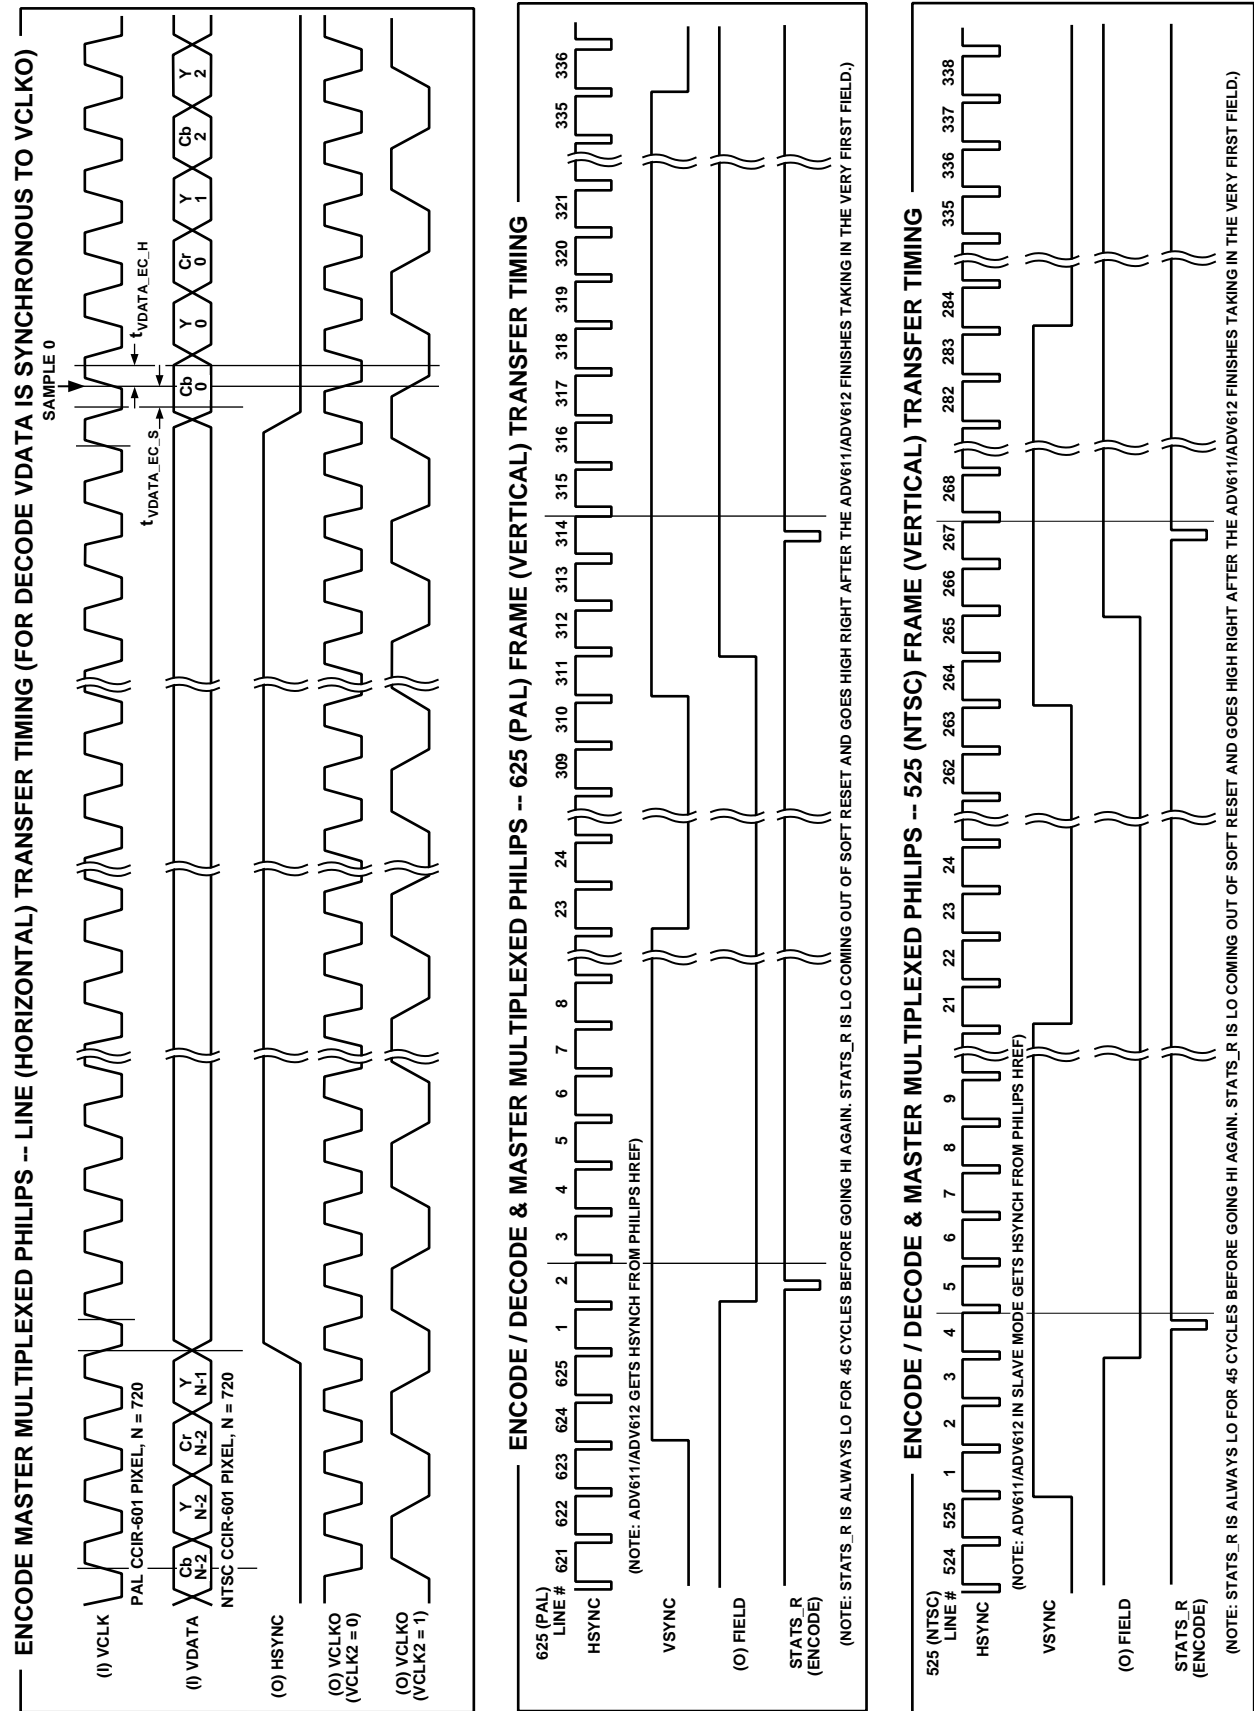 ENCODE MASTER MULTIPLEXED PHILIPS -- LINE (HORIZONTAL) TRANSFER TIMING (FOR DECODE VDATA IS SYNCHRONOUS TO VCLKO)
SAMPLE 0
(I) VCLK
PAL CCIR-601 PIXEL, N = 720
tVDATA_EC_S
tVDATA_EC_H
(I) VDATA
Cb N-2
Y N-2
Cr N-2
Y N-1
Cb 0
Y 0
Cr 0
Y 1
Cb 2
Y 2
NTSC CCIR-601 PIXEL, N = 720
(O) HSYNC
(O) VCLKO
(VCLK2 = 0)
(O) VCLKO
(VCLK2 = 1)
ENCODE / DECODE & MASTER MULTIPLEXED PHILIPS -- 625 (PAL) FRAME (VERTICAL) TRANSFER TIMING
625 (PAL)
LINE # 621 622 623 624 625 1 2 3 4 5 6 7 8 23 24 309 310 311 312 313 314 315 316 317 318 319 320 321 335 336
HSYNC
(NOTE: ADV611/ADV612 GETS HSYNCH FROM PHILIPS HREF)
VSYNC
(O) FIELD
STATS_R
(ENCODE)
(NOTE: STATS_R IS ALWAYS LO FOR 45 CYCLES BEFORE GOING HI AGAIN. STATS_R IS LO COMING OUT OF SOFT RESET AND GOES HIGH RIGHT AFTER THE ADV611/ADV612 FINISHES TAKING IN THE VERY FIRST FIELD.)
ENCODE / DECODE & MASTER MULTIPLEXED PHILIPS -- 525 (NTSC) FRAME (VERTICAL) TRANSFER TIMING
525 (NTSC)
LINE # 524 525 1 2 3 4 5 6 7 8 9 21 22 23 24 262 263 264 265 266 267 268 282 283 284 335 336 337 338
HSYNC
(NOTE: ADV611/ADV612 IN SLAVE MODE GETS HSYNCH FROM PHILIPS HREF)
VSYNC
(O) FIELD
STATS_R
(ENCODE)
(NOTE: STATS_R IS ALWAYS LO FOR 45 CYCLES BEFORE GOING HI AGAIN. STATS_R IS LO COMING OUT OF SOFT RESET AND GOES HIGH RIGHT AFTER THE ADV611/ADV612 FINISHES TAKING IN THE VERY FIRST FIELD.)